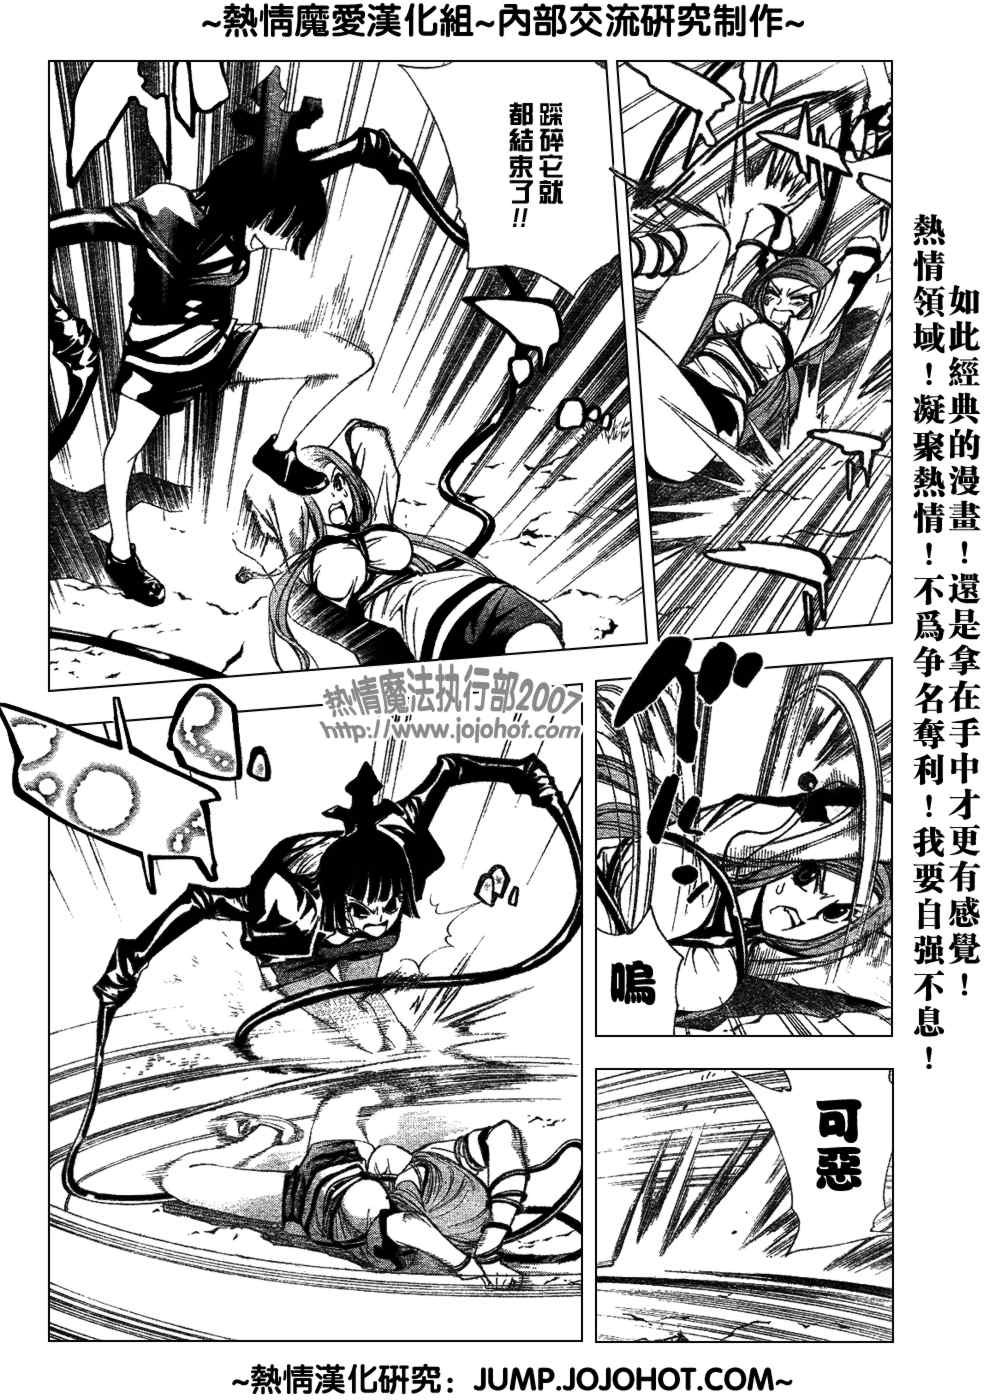 ~熱情魔愛漢化組~內部交流研究制作~
踩碎它就
都結束了!!
如此經典的漫畫！還是拿在手中才更有感覺！
熱情領域！凝聚熱情！不爲争名奪利！我要自强不息！
熱情魔法执行部2007
http://www.jojohot.com
嗚
可惡
~熱情漢化研究：JUMP.JOJOHOT.COM~